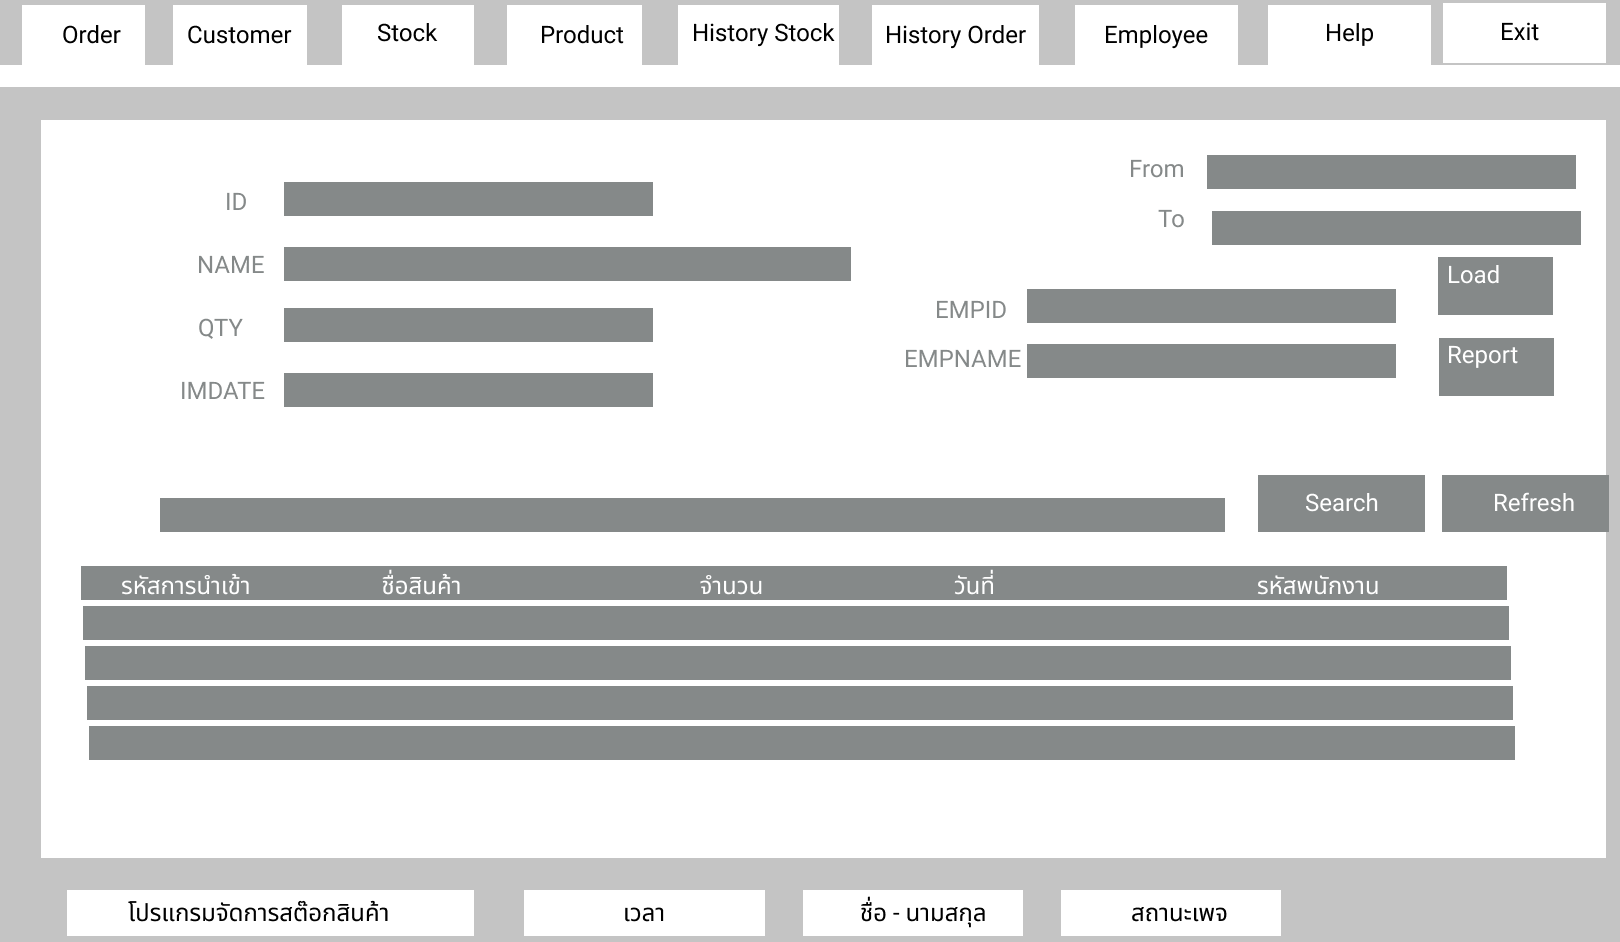 Order
Customer
Stock
Product
History Stock
History Order
Employee
Help
Exit
From
To
ID
NAME
QTY
IMDATE
EMPID
EMPNAME
Load
Report
Search
Refresh
รหัสการนำเข้า
ชื่อสินค้า
จำนวน
วันที่
รหัสพนักงาน
โปรแกรมจัดการสต๊อกสินค้า
เวลา
ชื่อ - นามสกุล
สถานะเพจ